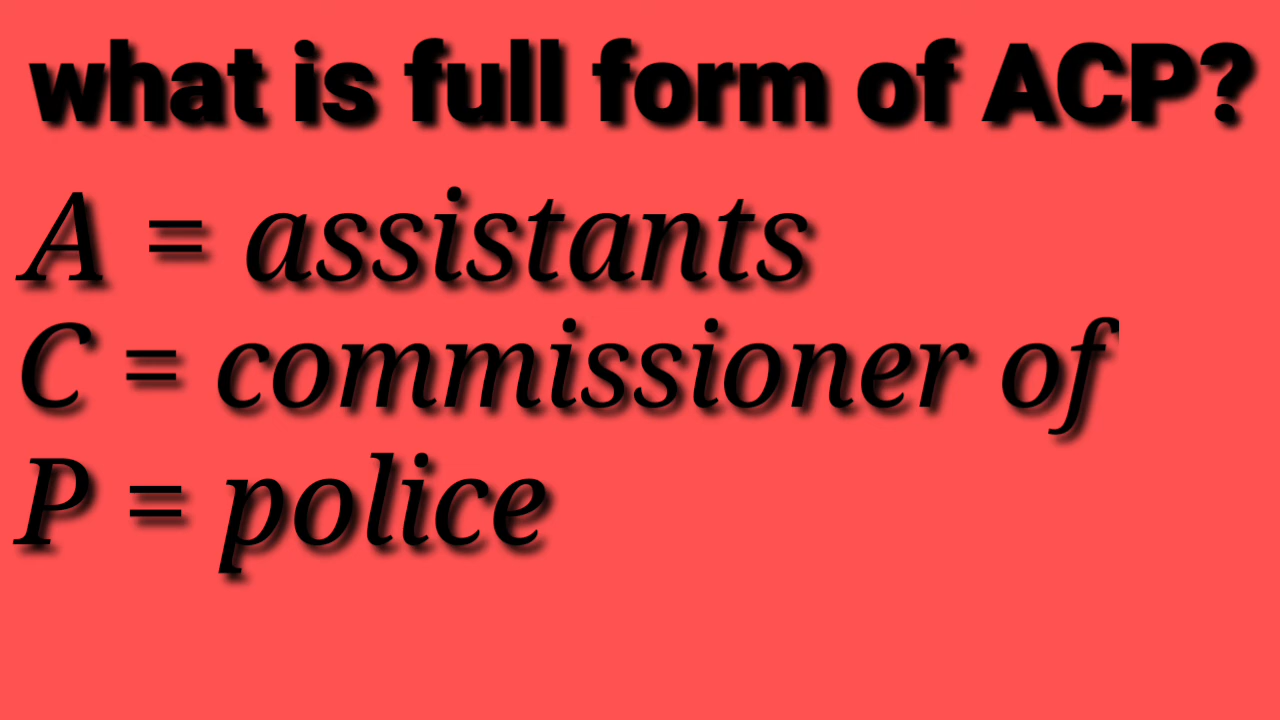 what is full form of ACP?
A = assistants
C = commissioner of
P = police